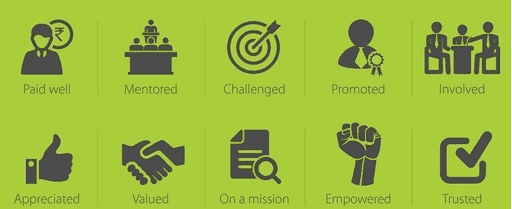 ₹
Paid well
Mentored
Challenged
Promoted
Involved
Appreciated
Valued
On a mission
Empowered
Trusted